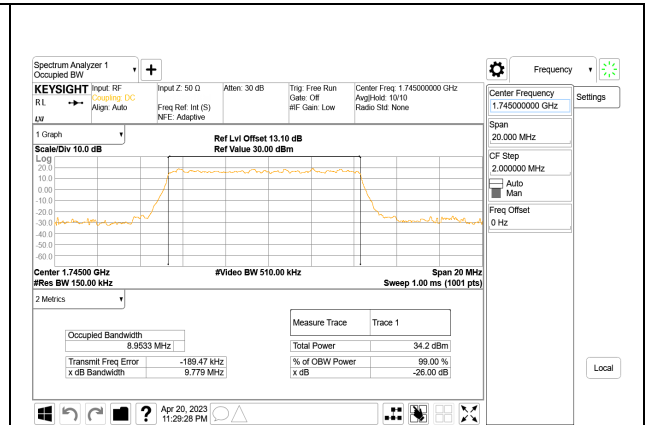 Spectrum Analyzer 1
Occupied BW
Frequency
KEYSIGHT
RL
Input: RF
Coupling: DC
Align: Auto
Input Z: 50 Ω
Freq Ref: Int (S)
NFE: Adaptive
Atten: 30 dB
Trig: Free Run
Gate: Off
#IF Gain: Low
Center Freq: 1.745000000 GHz
Avg|Hold: 10/10
Radio Std: None
Center Frequency
1.745000000 GHz
Settings
Span
20.000 MHz
CF Step
2.000000 MHz
Auto
Man
Freq Offset
0 Hz
1 Graph
Scale/Div 10.0 dB
Ref Lvl Offset 13.10 dB
Ref Value 30.00 dBm
Log
20.0
10.0
0.00
-10.0
-20.0
-30.0
-40.0
-50.0
-60.0
Center 1.74500 GHz
#Video BW 510.00 kHz
Span 20 MHz
#Res BW 150.00 kHz
Sweep 1.00 ms (1001 pts)
2 Metrics
Measure Trace
Trace 1
Occupied Bandwidth
8.9533 MHz
Total Power
34.2 dBm
Transmit Freq Error
-189.47 kHz
% of OBW Power
99.00 %
x dB Bandwidth
9.779 MHz
x dB
-26.00 dB
Local
?
Apr 20, 2023
11:29:28 PM